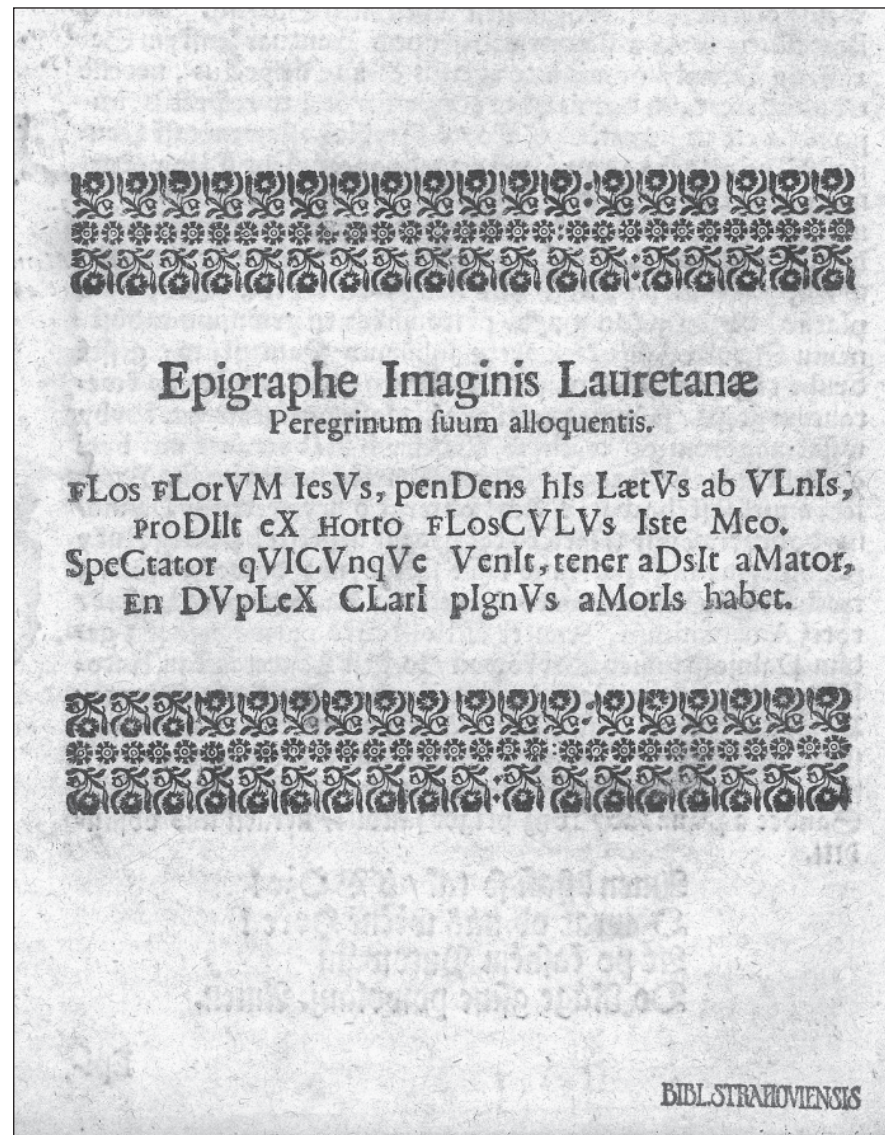 Epigraphe Imaginis Lauretanæ
Peregrinum ſuum alloquentis.
FLos FLorVM IesVs, penDens hIs LætVs ab VLnIs,
ProDIIt eX Horto FLosCVLVs Iste Meo.
SpeCtator qVICVnqVe VenIt, tener aDsIt aMator,
En DVpLeX CLarI pIgnVs aMorIs habet.
BIBL.STRAHOVIENSIS